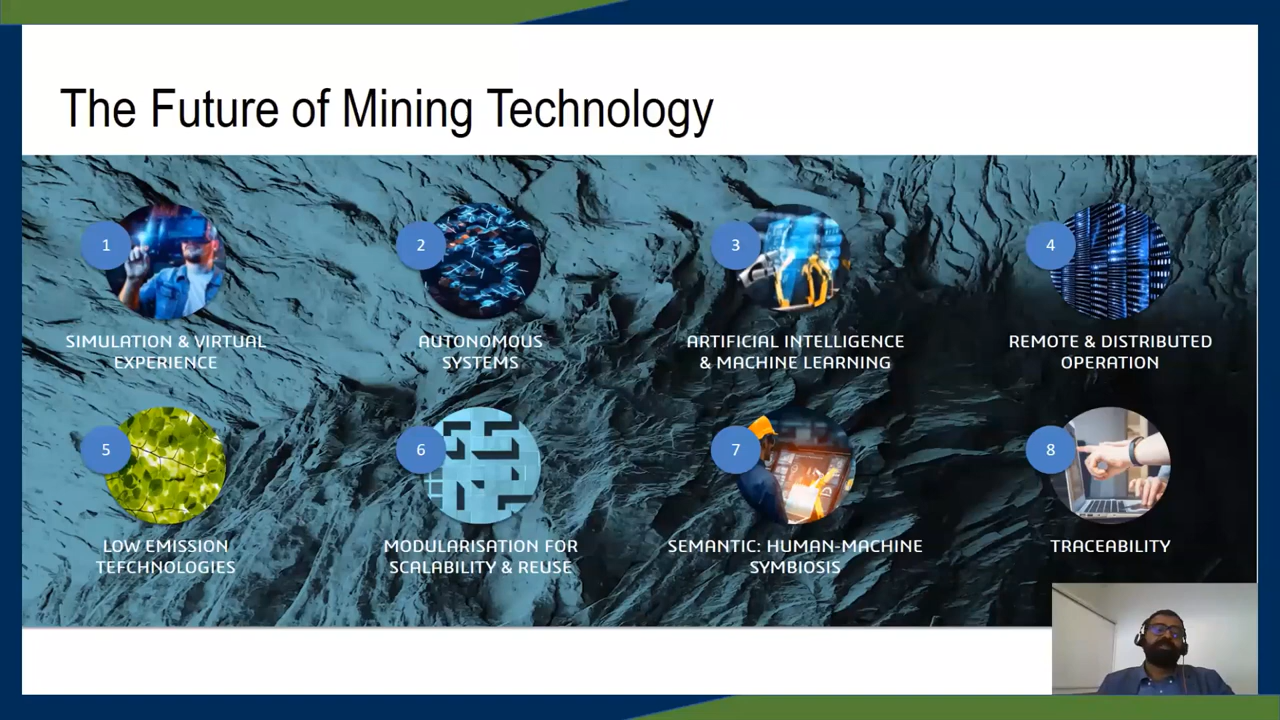 The Future of Mining Technology
1
SIMULATION & VIRTUAL
EXPERIENCE
2
AUTONOMOUS
SYSTEMS
3
ARTIFICIAL INTELLIGENCE
& MACHINE LEARNING
4
REMOTE & DISTRIBUTED
OPERATION
5
LOW EMISSION
TEFCHNOLOGIES
6
MODULARISATION FOR
SCALABILITY & REUSE
7
SEMANTIC: HUMAN-MACHINE
SYMBIOSIS
8
TRACEABILITY